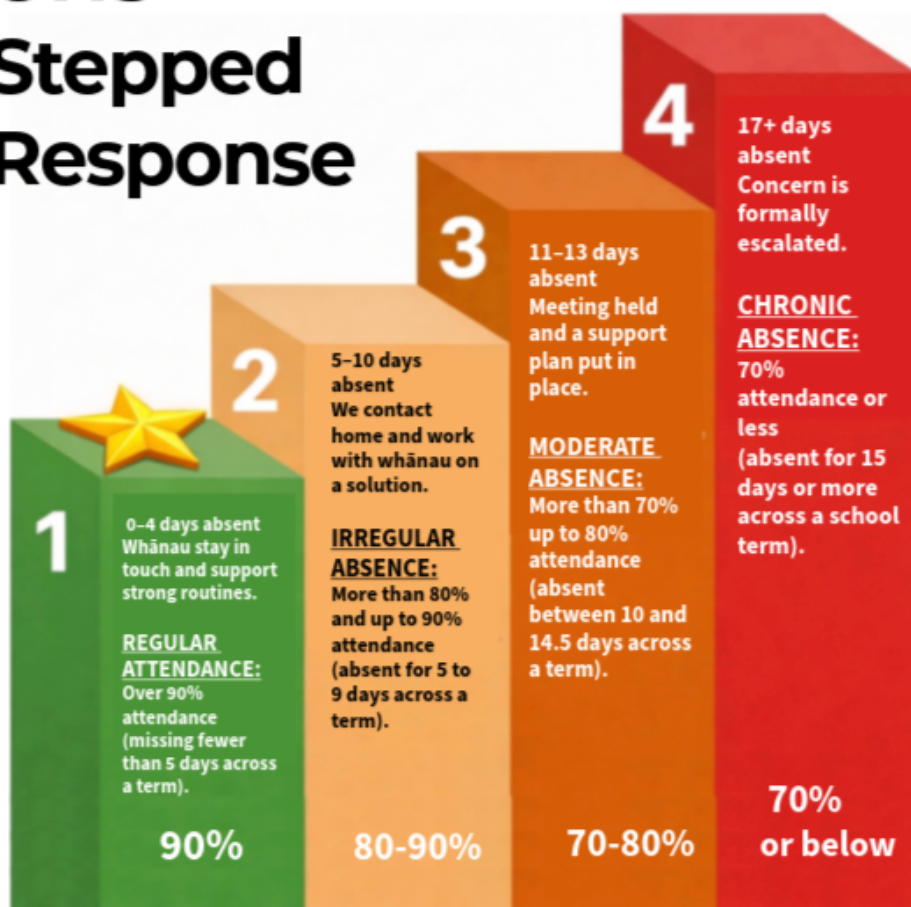 Stepped
Response
1
0–4 days absent
Whānau stay in
touch and support
strong routines.
REGULAR
ATTENDANCE:
Over 90%
attendance
(missing fewer
than 5 days across
a term).
90%
2
5–10 days
absent
We contact
home and work
with whānau on
a solution.
IRREGULAR
ABSENCE:
More than 80%
and up to 90%
attendance
(absent for 5 to
9 days across a
term).
80-90%
3
11–13 days
absent
Meeting held
and a support
plan put in
place.
MODERATE
ABSENCE:
More than 70%
up to 80%
attendance
(absent
between 10 and
14.5 days across
a term).
70-80%
4
17+ days
absent
Concern is
formally
escalated.
CHRONIC
ABSENCE:
70%
attendance or
less
(absent for 15
days or more
across a school
term).
70%
or below